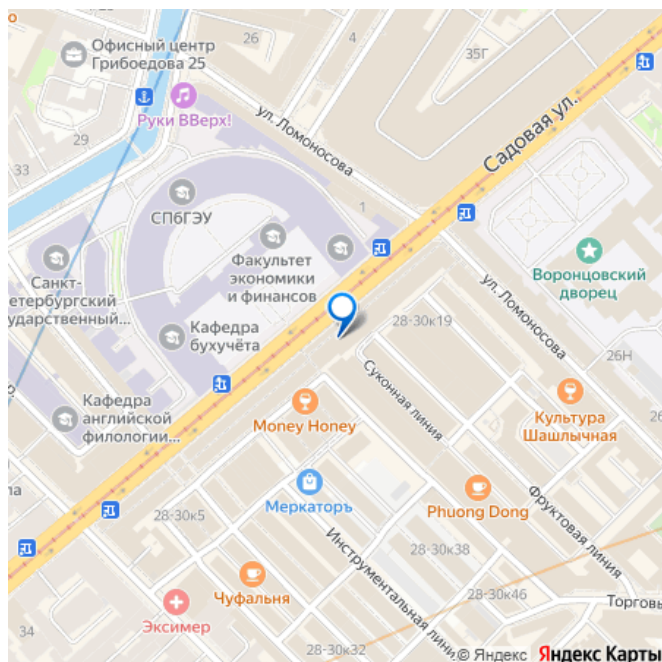 о
Офисный центр
Грибоедова 25
26
4
35Г
Садовая ул.
Руки ВВерх!
ул. Ломоносова
29
33
СПбГЭУ
1
Факультет
экономики
и финансов
Воронцовский
дворец
Санкт-
етербургский
ударственный...
Кафедра
бухучёта
28-30к19
ул. Ломоносова
26Н
Суконная линия
Кафедра
английской
филологии...
Money Honey
Культура
Шашлычная
26
ла
Меркаторъ
Phuong Dong
Фруктовая линия
28-30к5
28-30к38
Инструментальная лини
Чуфальня
28-30к46
Торговы
Эксимер
34
28-30к32
© Яндекс Яндекс Карты